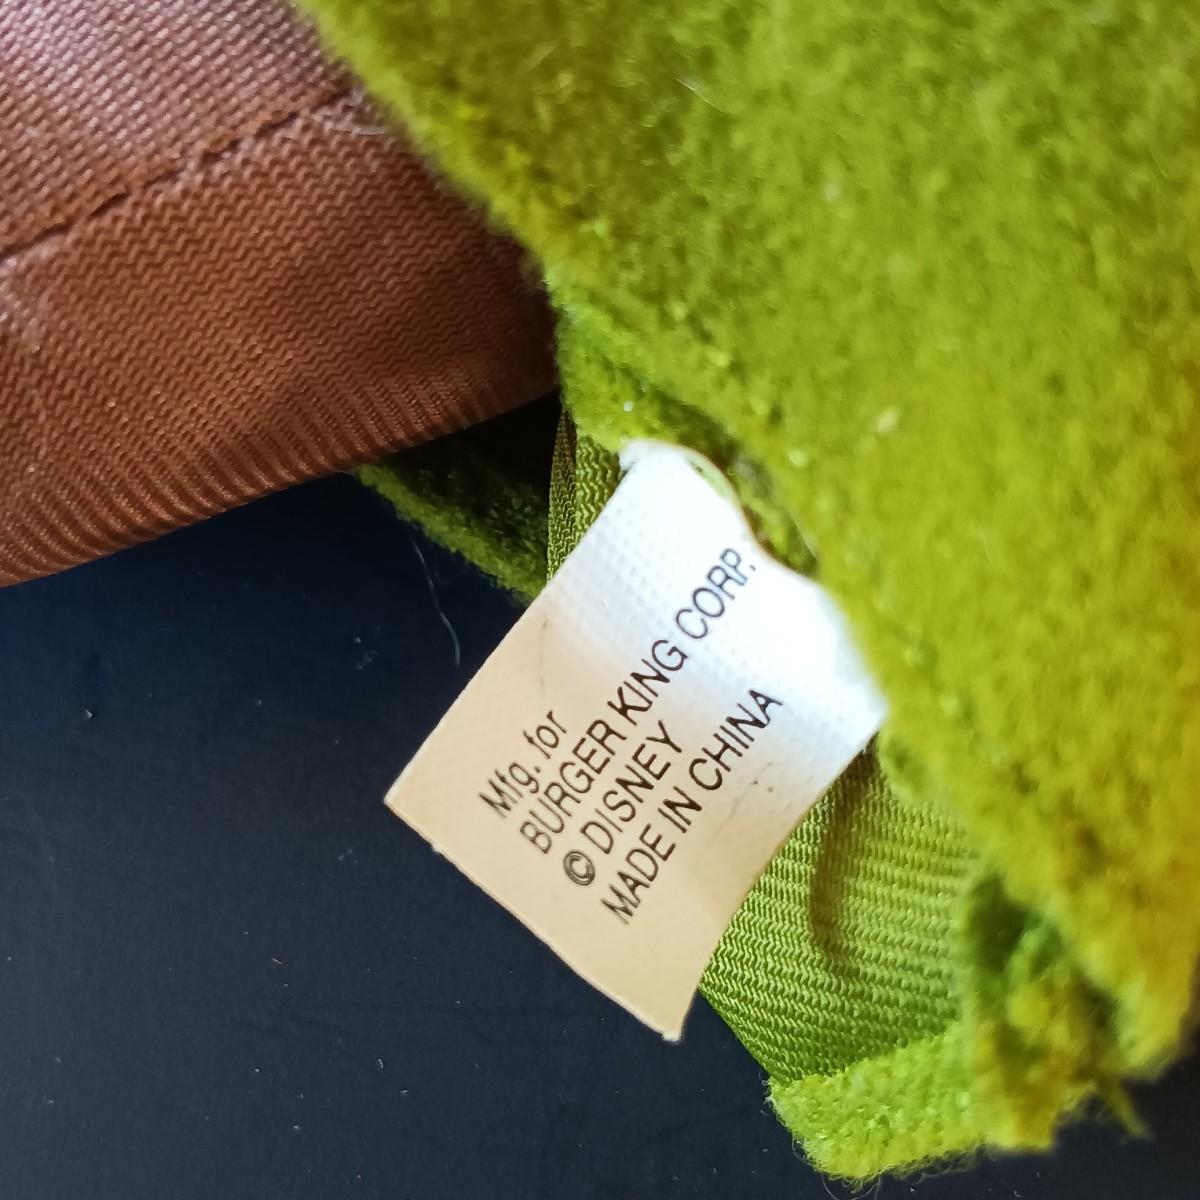 Mfg. for
BURGER KING CORP.
© DISNEY
MADE IN CHINA